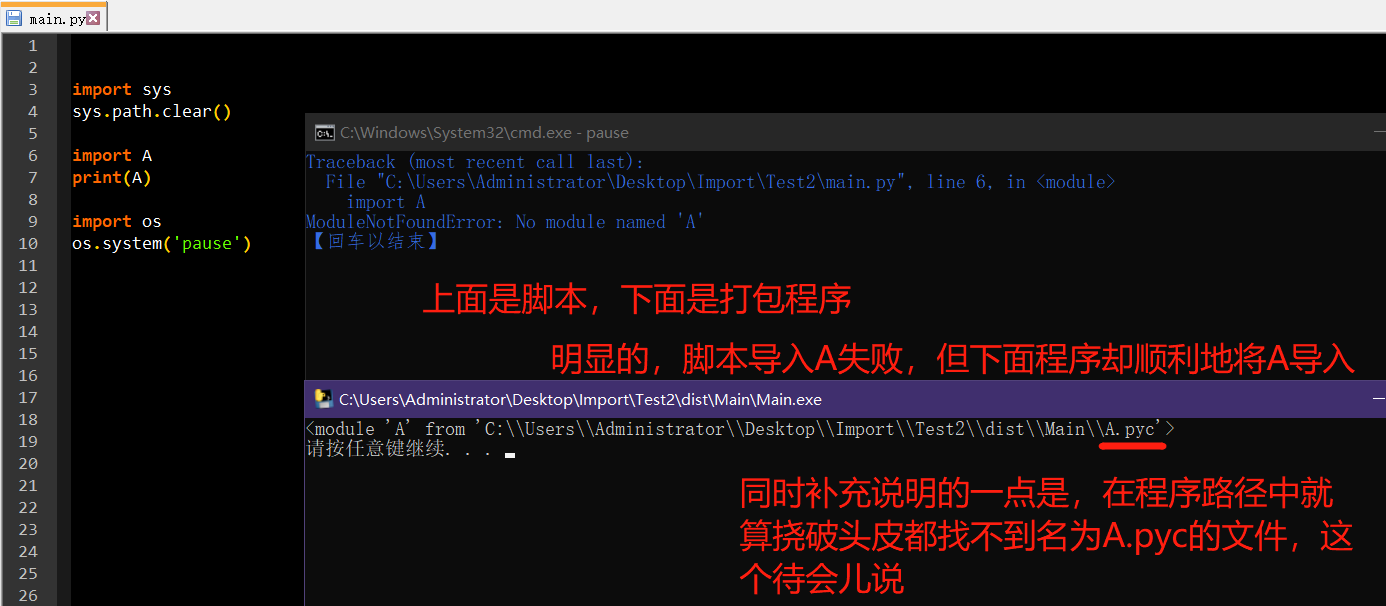 main.py
1
2
3 import sys
4 sys.path.clear()
5
6 import A
7 print(A)
8
9 import os
10 os.system('pause')
11
12
13
14
15
16
17
18
19
20
21
22
23
24
25
26
C:\Windows\System32\cmd.exe - pause
Traceback (most recent call last):
File "C:\Users\Administrator\Desktop\Import\Test2\main.py", line 6, in <module>
import A
ModuleNotFoundError: No module named 'A'
【回车以结束】
上面是脚本，下面是打包程序
明显的，脚本导入A失败，但下面程序却顺利地将A导入
C:\Users\Administrator\Desktop\Import\Test2\dist\Main\Main.exe
<module 'A' from 'C:\\Users\\Administrator\\Desktop\\Import\\Test2\\dist\\Main\\A.pyc'>
请按任意键继续. . .
同时补充说明的一点是，在程序路径中就
算挠破头皮都找不到名为A.pyc的文件，这
个待会儿说